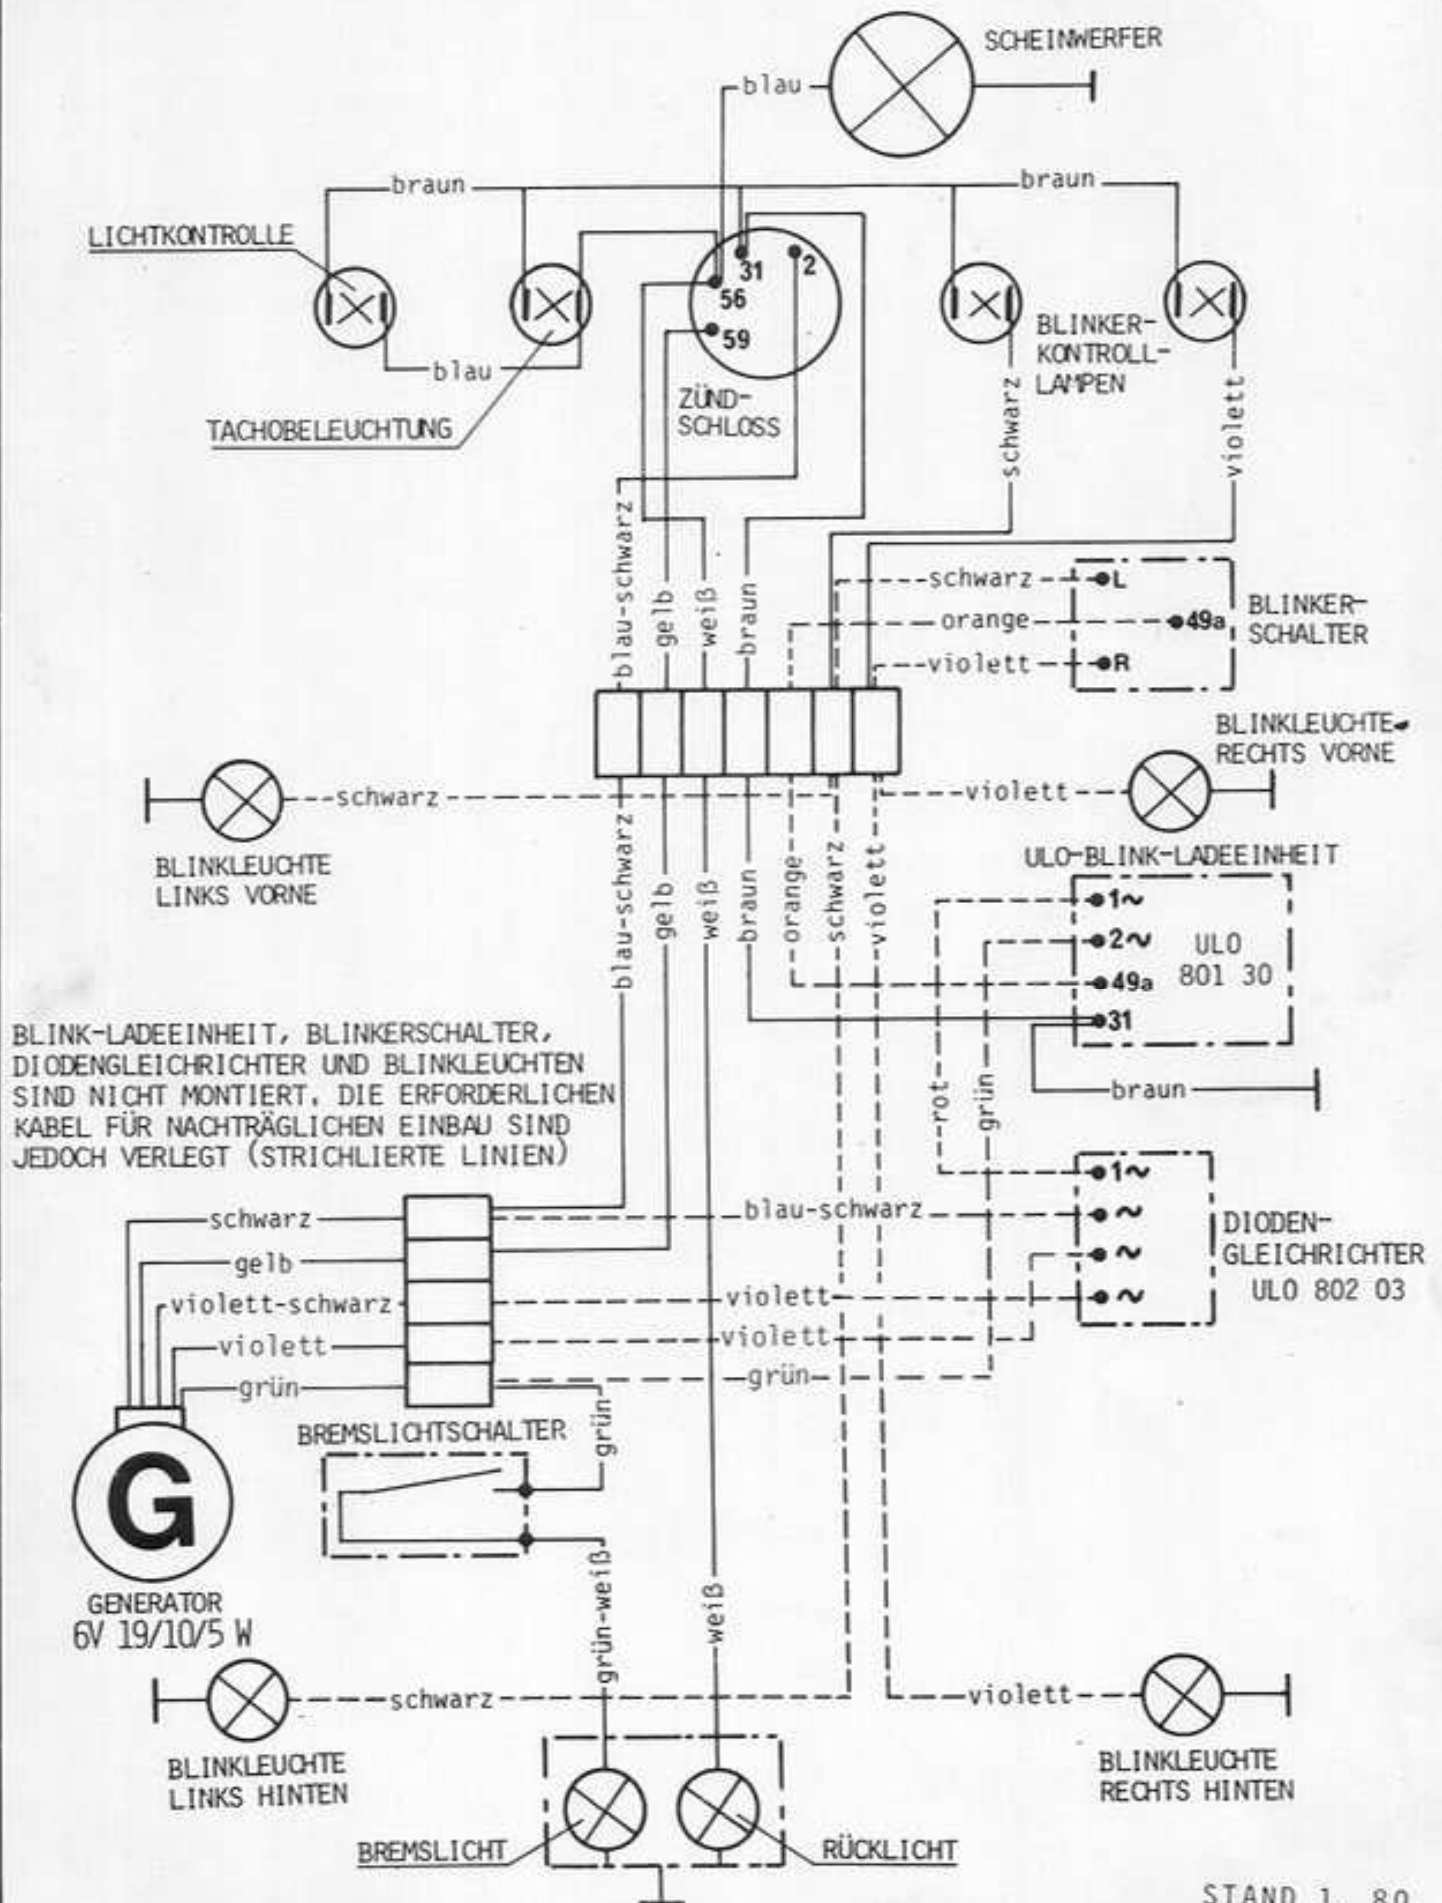 SCHEINWERFER
blau
braun
braun
LICHTKONTROLLE
31
2
56
59
BLINKER-
KONTROLL-
LAMPEN
blau
ZÜND-
SCHLOSS
TACHOBELEUCHTUNG
schwarz
violett
blau-schwarz
gelb
weiß
braun
schwarz
L
orange
49a
violett
R
BLINKER-
SCHALTER
BLINKLEUCHTE
RECHTS VORNE
schwarz
violett
BLINKLEUCHTE
LINKS VORNE
ULO-BLINK-LADEEINHEIT
blau-schwarz
gelb
weiß
braun
orange
schwarz
violett
1~
2~
49a
31
ULO
801 30
BLINK-LADEEINHEIT, BLINKERSCHALTER,
DIODENGLEICHRICHTER UND BLINKLEUCHTEN
SIND NICHT MONTIERT. DIE ERFORDERLICHEN
KABEL FÜR NACHTRÄGLICHEN EINBAU SIND
JEDOCH VERLEGT (STRICHLIERTE LINIEN)
rot
grün
braun
1~
~
~
~
DIODEN-
GLEICHRICHTER
ULO 802 03
schwarz
blau-schwarz
gelb
violett-schwarz
violett
violett
violett
grün
grün
BREMSLICHTSCHALTER
grün
G
GENERATOR
6V 19/10/5 W
grün-weiß
weiß
schwarz
violett
BLINKLEUCHTE
LINKS HINTEN
BLINKLEUCHTE
RECHTS HINTEN
BREMSLICHT
RÜCKLICHT
STAND 1. 80